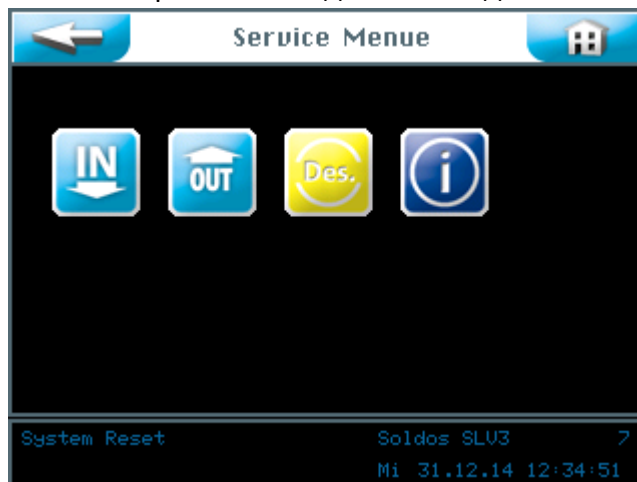 Service Menue
IN
OUT
Des.
i
System Reset
Soldos SLV3 7
Mi 31.12.14 12:34:51